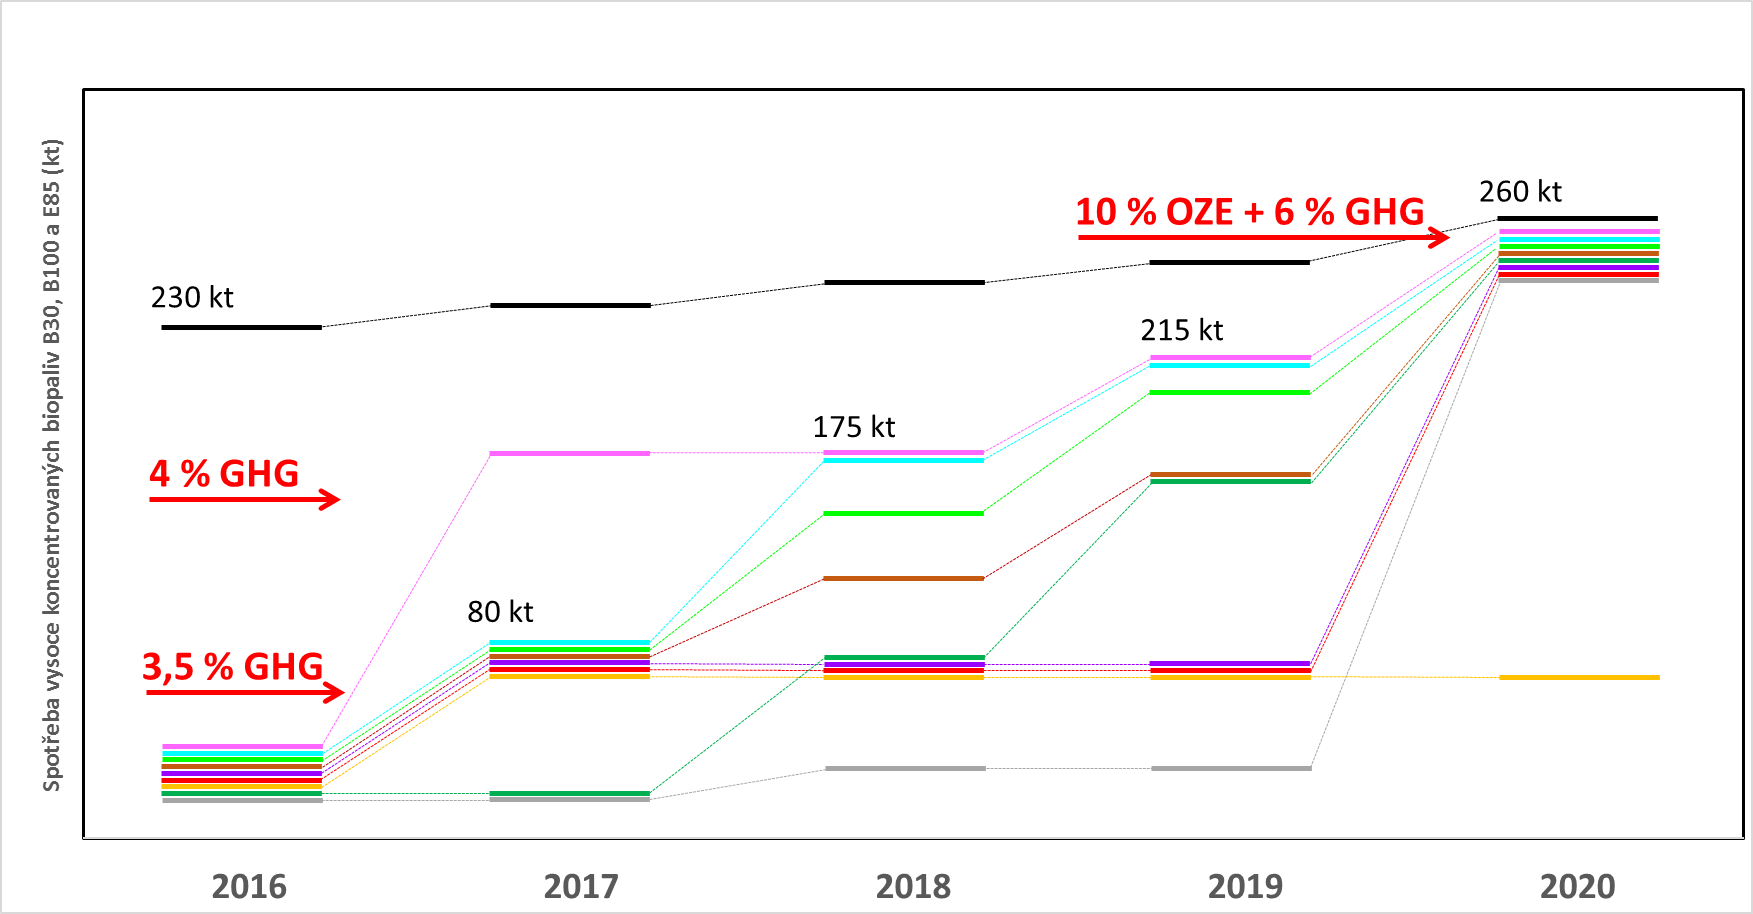 Spotřeba vysoce koncentrovaných biopaliv B30, B100 a E85 (kt)
260 kt
10 % OZE + 6 % GHG
230 kt
215 kt
175 kt
4 % GHG
80 kt
3,5 % GHG
2016
2017
2018
2019
2020